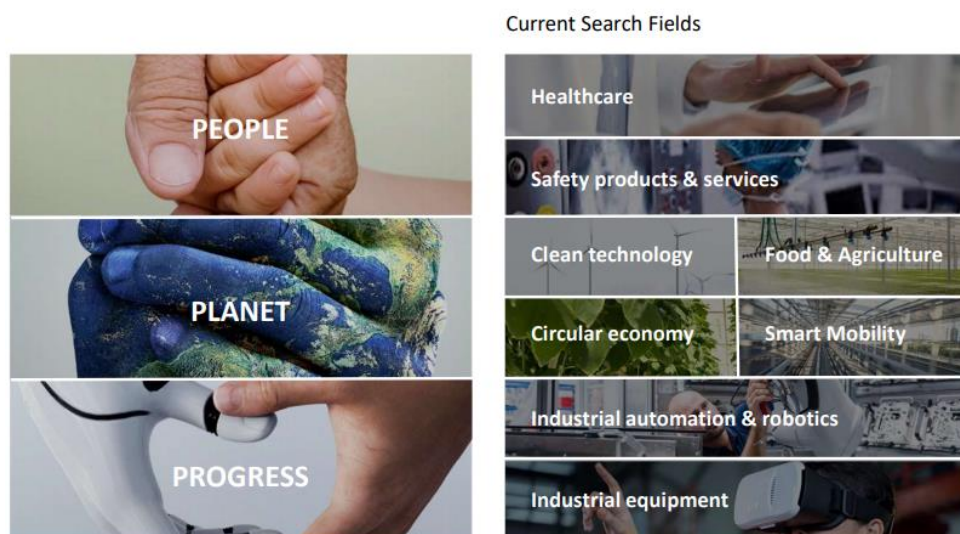 Current Search Fields
PEOPLE
PLANET
PROGRESS
Healthcare
Safety products & services
Clean technology
Food & Agriculture
Circular economy
Smart Mobility
Industrial automation & robotics
Industrial equipment